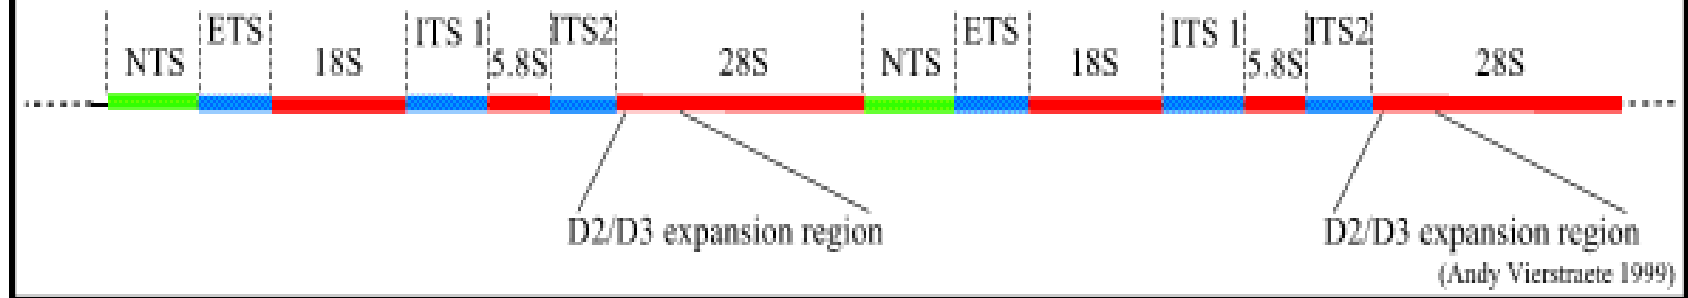 ETS ITS 1 ITS2 ETS ITS 1 ITS2
NTS 18S 5.8S 28S NTS 18S 5.8S 28S
D2/D3 expansion region D2/D3 expansion region
(Andy Vierstraete 1999)